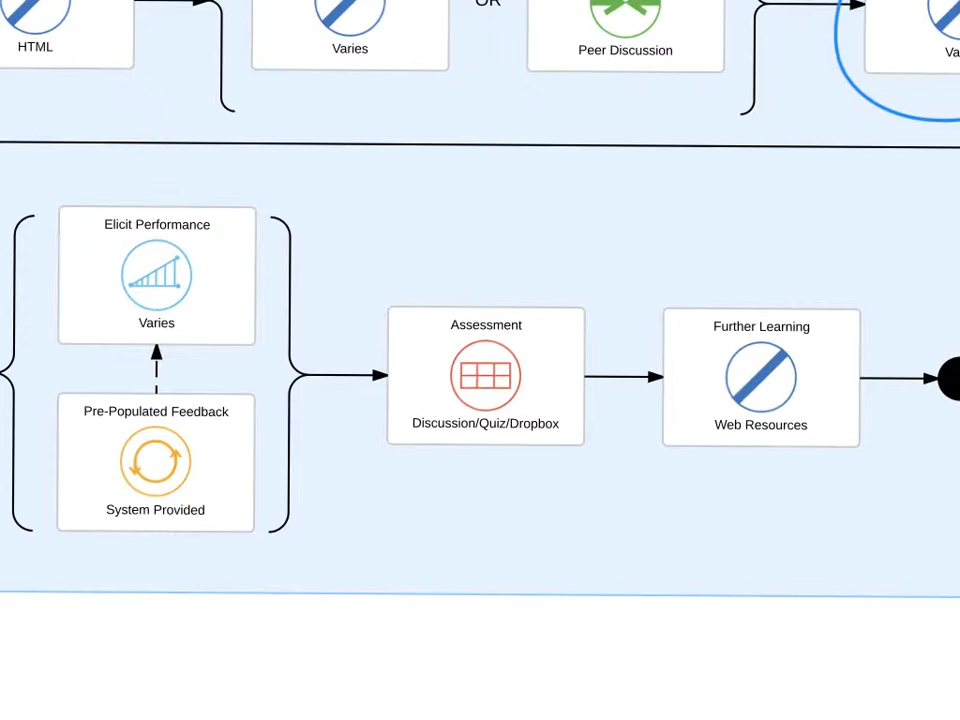 HTML
Varies
OR
Peer Discussion
Elicit Performance
Varies
Pre-Populated Feedback
System Provided
Assessment
Discussion/Quiz/Dropbox
Further Learning
Web Resources